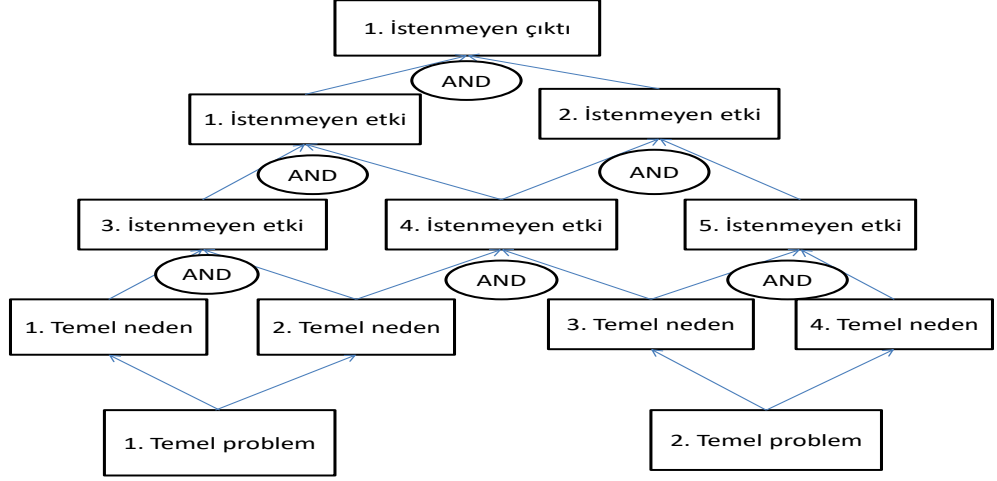 1. İstenmeyen çıktı
AND
1. İstenmeyen etki
2. İstenmeyen etki
AND
AND
3. İstenmeyen etki
4. İstenmeyen etki
5. İstenmeyen etki
AND
AND
AND
1. Temel neden
2. Temel neden
3. Temel neden
4. Temel neden
1. Temel problem
2. Temel problem